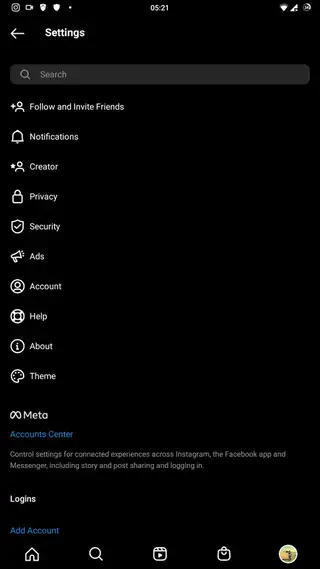 05:21
Settings
Search
Follow and Invite Friends
Notifications
Creator
Privacy
Security
Ads
Account
Help
About
Theme
Meta
Accounts Center
Control settings for connected experiences across Instagram, the Facebook app and
Messenger, including story and post sharing and logging in.
Logins
Add Account